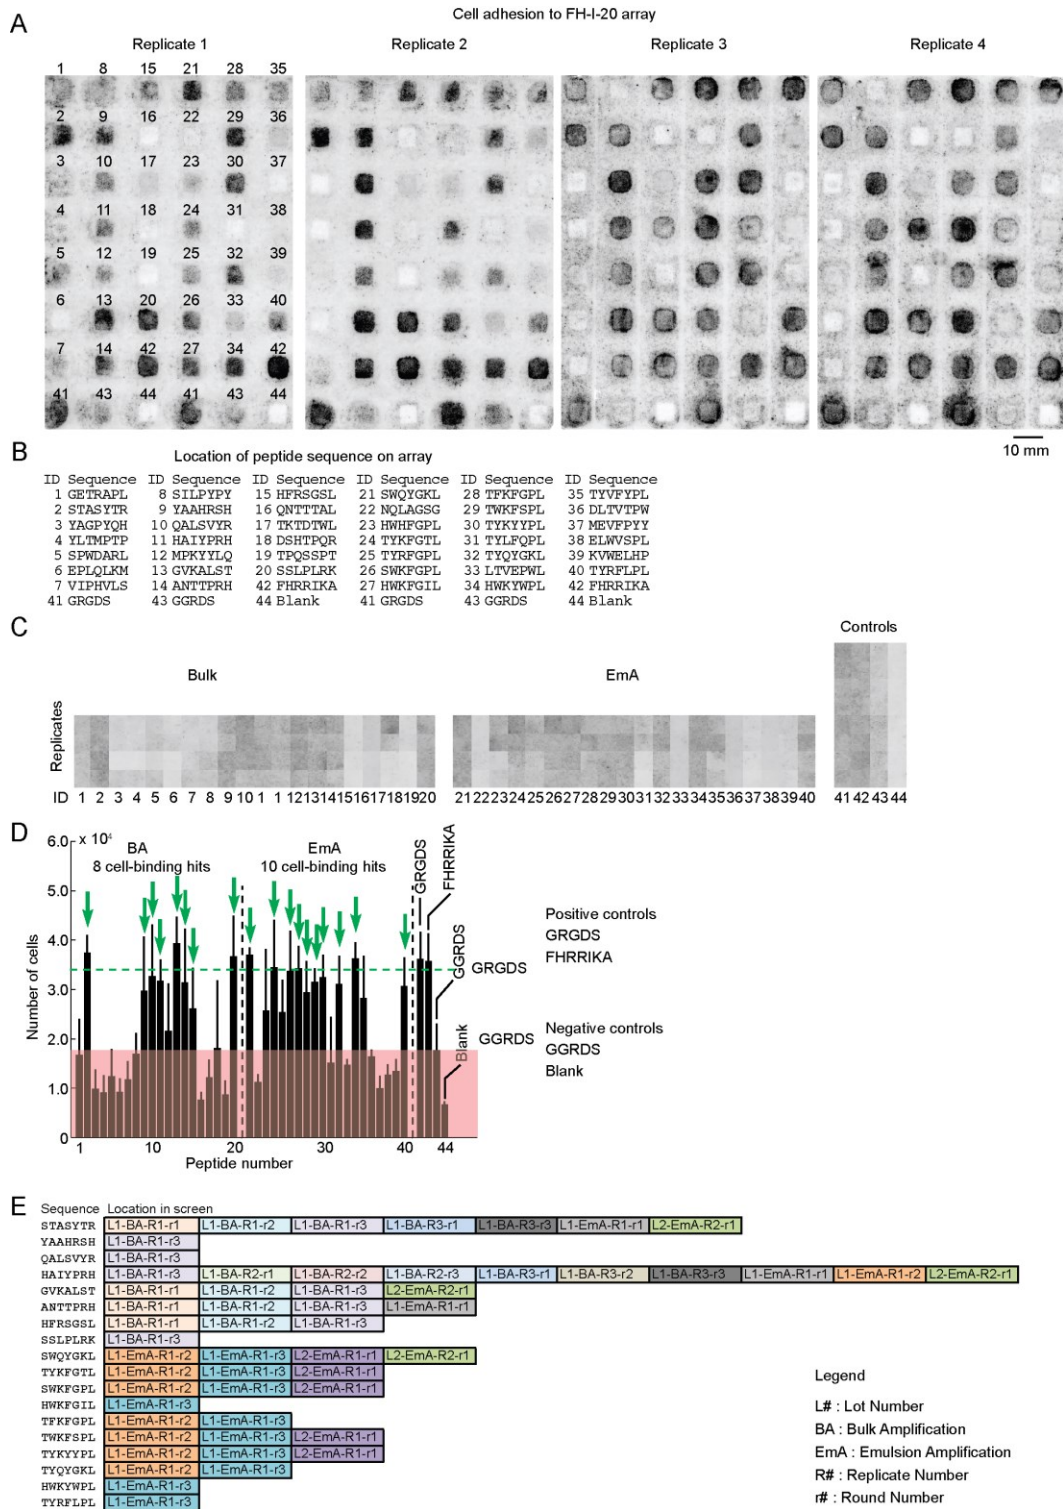 Cell adhesion to FH-I-20 array
A
Replicate 1 Replicate 2 Replicate 3 Replicate 4
1 8 15 21 28 35
2 9 16 22 29 36
3 10 17 23 30 37
4 11 18 24 31 38
5 12 19 25 32 39
6 13 20 26 33 40
7 14 42 27 34 42
41 43 44 41 43 44
10 mm
B
Location of peptide sequence on array
ID Sequence ID Sequence ID Sequence ID Sequence ID Sequence ID Sequence
1 GETRAPL 8 SILPYPY 15 HFRSGSL 21 SWQYGKL 28 TFKFGPL 35 TYVFYPL
2 STASYTR 9 YAAHRSH 16 QNTTTAL 22 NQLAGSG 29 TWKFSPL 36 DLTVTPW
3 YAGPYQH 10 QALSVYR 17 TKTDTWL 23 HWHFGPL 30 TYKYYPL 37 MEVFPYY
4 YLTMPTP 11 HAIYPRH 18 DSHTPQR 24 TYKFGTL 31 TYLFQPL 38 ELWVSPL
5 SPWDARL 12 MPKYYLQ 19 TPQSSPT 25 TYRFGPL 32 TYQYGKL 39 KVWELHP
6 EPLQLKM 13 GVKALST 20 SSLPLRK 26 SWKFGPL 33 LTVEPWL 40 TYRFLPL
7 VIPHVLS 14 ANTTPRH 42 FHRRIKA 27 HWKFGIL 34 HWKYWPL 42 FHRRIKA
41 GRGDS 43 GGRDS 44 Blank 41 GRGDS 43 GGRDS 44 Blank
C
Controls
Bulk EmA
Replicates
ID 1 2 3 4 5 6 7 8 9 10 1 1 12 13 14 15 16 17 18 19 20 21 22 23 24 25 26 27 28 29 30 31 32 33 34 35 36 37 38 39 40 41 42 43 44
D
x 10⁴
6.0
5.0
4.0
3.0
2.0
1.0
0
Number of cells
BA
8 cell-binding hits
EmA
10 cell-binding hits
GRGDS
FHRRIKA
GGRDS
Blank
GRGDS
GGRDS
Positive controls
GRGDS
FHRRIKA
Negative controls
GGRDS
Blank
1 10 20 30 40 44
Peptide number
E
Sequence Location in screen
STASYTR L1-BA-R1-r1 L1-BA-R1-r2 L1-BA-R1-r3 L1-BA-R3-r1 L1-BA-R3-r3 L1-EmA-R1-r1 L2-EmA-R2-r1
YAAHRSH L1-BA-R1-r3
QALSVYR L1-BA-R1-r3
HAIYPRH L1-BA-R1-r3 L1-BA-R2-r1 L1-BA-R2-r2 L1-BA-R2-r3 L1-BA-R3-r1 L1-BA-R3-r2 L1-BA-R3-r3 L1-EmA-R1-r1 L1-EmA-R1-r2 L2-EmA-R2-r1
GVKALST L1-BA-R1-r1 L1-BA-R1-r2 L1-BA-R1-r3 L2-EmA-R2-r1
ANTTPRH L1-BA-R1-r1 L1-BA-R1-r2 L1-BA-R1-r3 L1-EmA-R1-r1
HFRSGSL L1-BA-R1-r1 L1-BA-R1-r2 L1-BA-R1-r3
SSLPLRK L1-BA-R1-r3
SWQYGKL L1-EmA-R1-r2 L1-EmA-R1-r3 L2-EmA-R1-r1 L2-EmA-R2-r1
TYKFGTL L1-EmA-R1-r2 L1-EmA-R1-r3 L2-EmA-R1-r1
SWKFGPL L1-EmA-R1-r2 L1-EmA-R1-r3 L2-EmA-R1-r1
HWKFGIL L1-EmA-R1-r3
TFKFGPL L1-EmA-R1-r2 L1-EmA-R1-r3
TWKFSPL L1-EmA-R1-r2 L1-EmA-R1-r3 L2-EmA-R1-r1
TYKYYPL L1-EmA-R1-r2 L1-EmA-R1-r3 L2-EmA-R1-r1
TYQYGKL L1-EmA-R1-r2 L1-EmA-R1-r3
HWKYWPL L1-EmA-R1-r3
TYRFLPL L1-EmA-R1-r3
Legend
L# : Lot Number
BA : Bulk Amplification
EmA : Emulsion Amplification
R# : Replicate Number
r# : Round Number